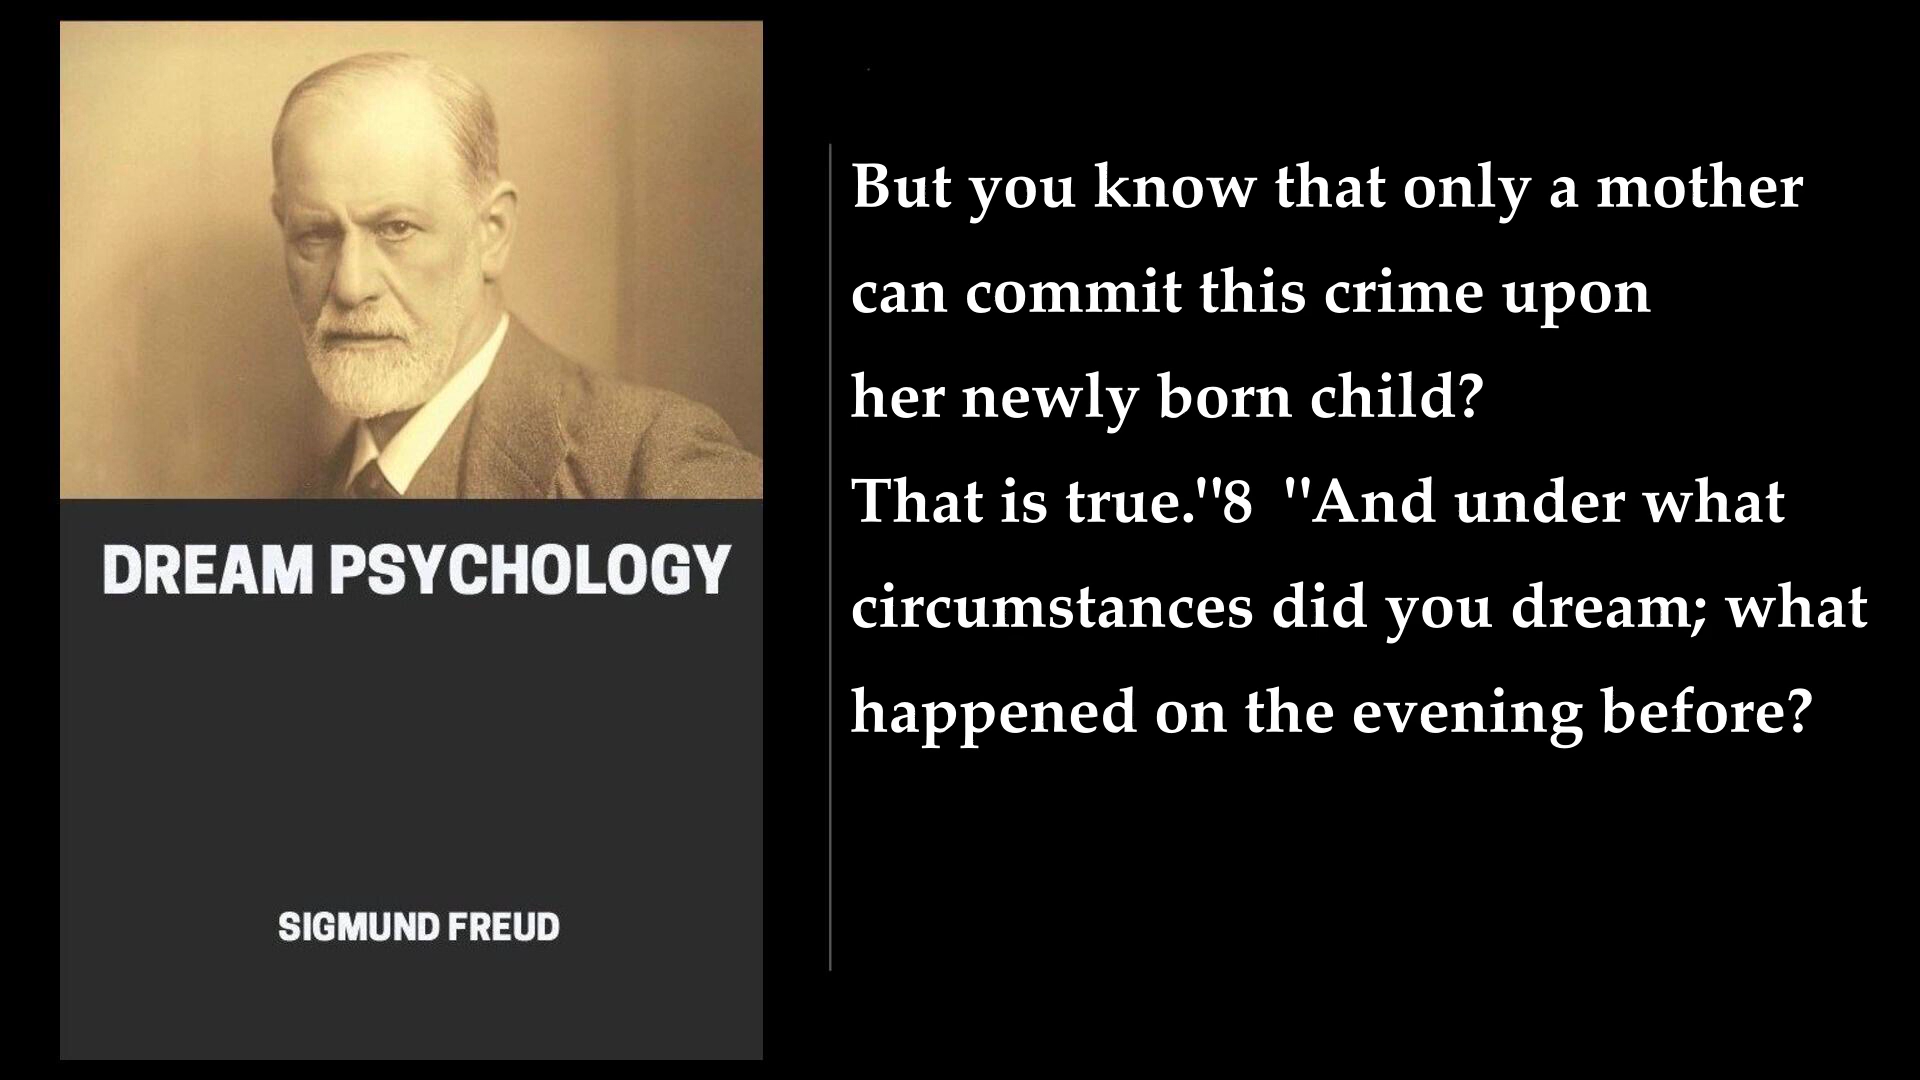 DREAM PSYCHOLOGY
SIGMUND FREUD
But you know that only a mother
can commit this crime upon
her newly born child?
That is true."8  "And under what
circumstances did you dream; what
happened on the evening before?